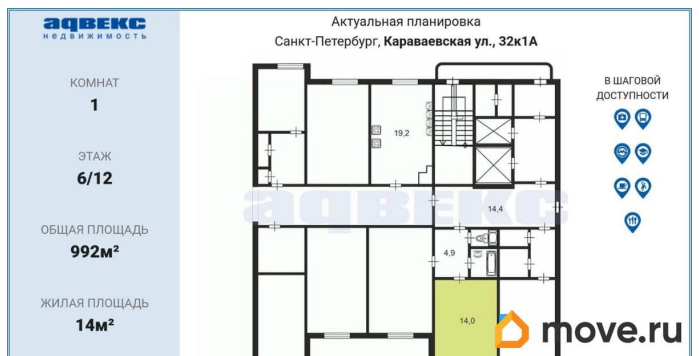 адвекс
недвижимость
КОМНАТ
1
ЭТАЖ
6/12
ОБЩАЯ ПЛОЩАДЬ
992м²
ЖИЛАЯ ПЛОЩАДЬ
14м²
Актуальная планировка
Санкт-Петербург, Караваевская ул., 32к1А
19,2
14,4
4,9
14,0
адвекс
В ШАГОВОЙ
ДОСТУПНОСТИ
move.ru